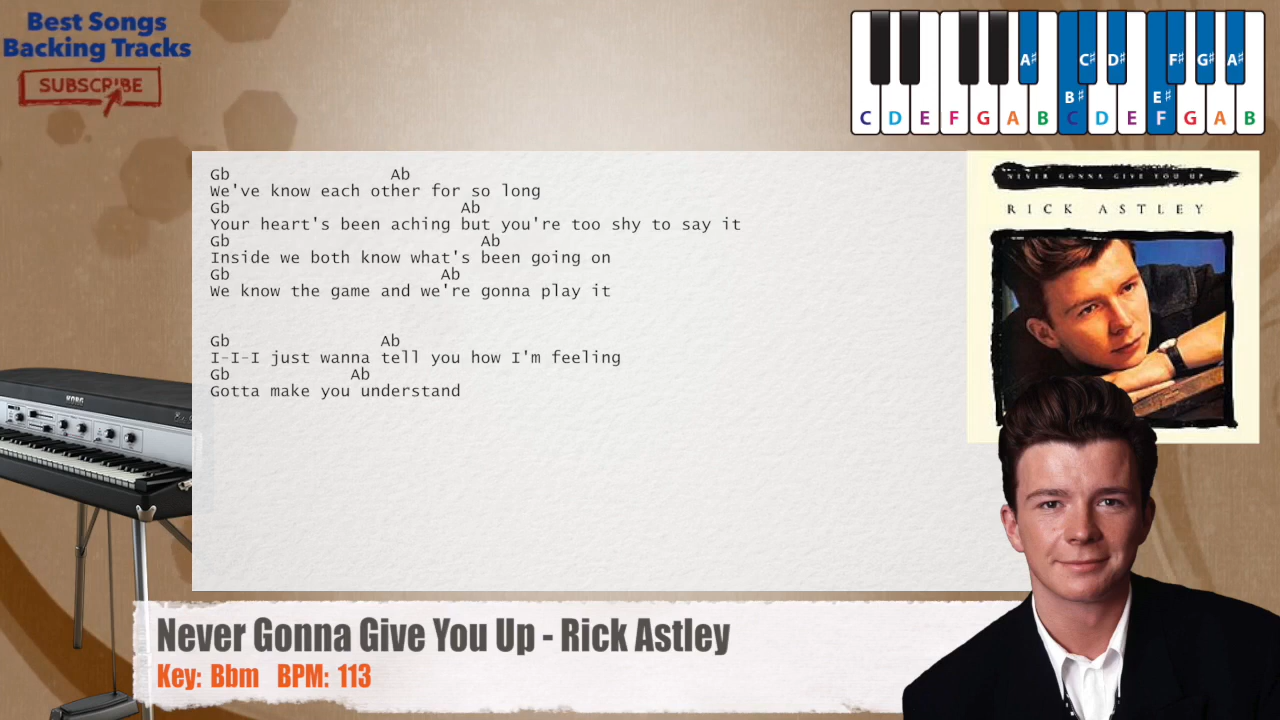 Best Songs
Backing Tracks
SUBSCRIBE
A♯ C♯ D♯ F♯ G♯ A♯
B♯ E♯
C D E F G A B C D E F G A B
Gb Ab
We've know each other for so long
Gb Ab
Your heart's been aching but you're too shy to say it
Gb Ab
Inside we both know what's been going on
Gb Ab
We know the game and we're gonna play it
Gb Ab
I-I-I just wanna tell you how I'm feeling
Gb Ab
Gotta make you understand
NEVER GONNA GIVE YOU UP
RICK ASTLEY
KORG
Never Gonna Give You Up - Rick Astley
Key: Bbm BPM: 113